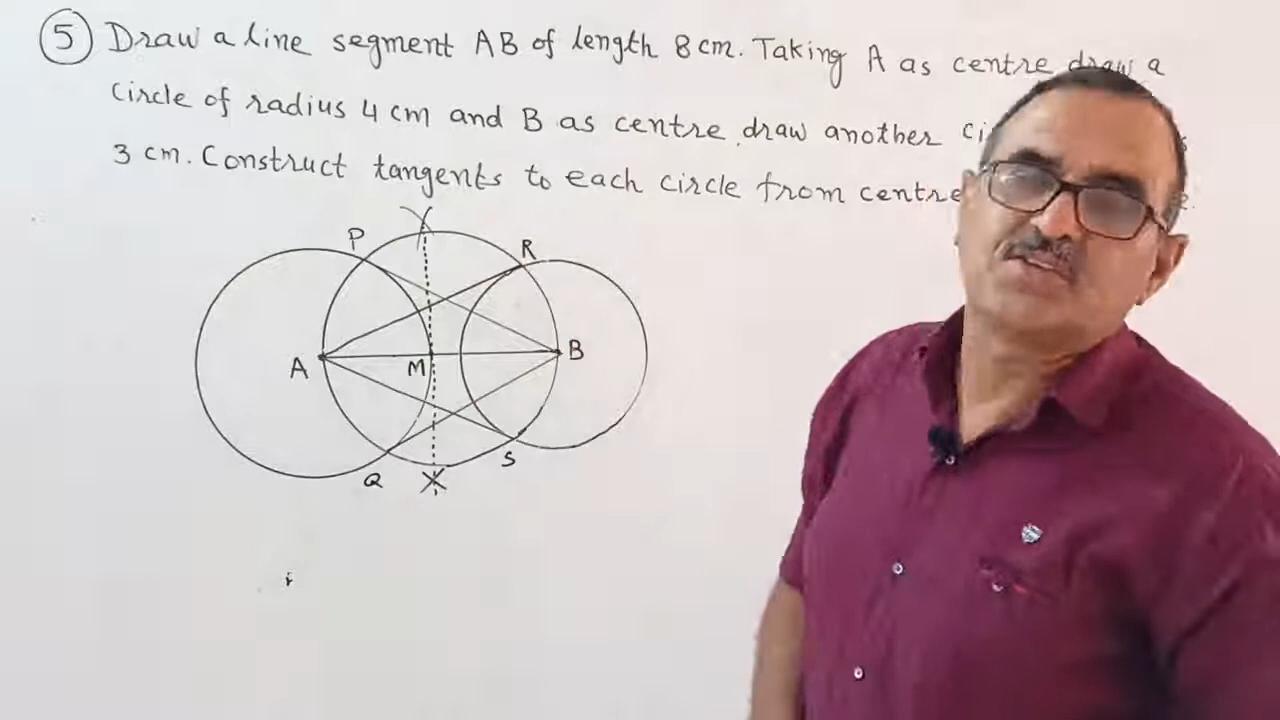 5 Draw a line segment AB of length 8 cm. Taking A as centre draw a
circle of radius 4 cm and B as centre draw another
3 cm. Construct tangents to each circle from centre
P
R
A
M
B
Q
S